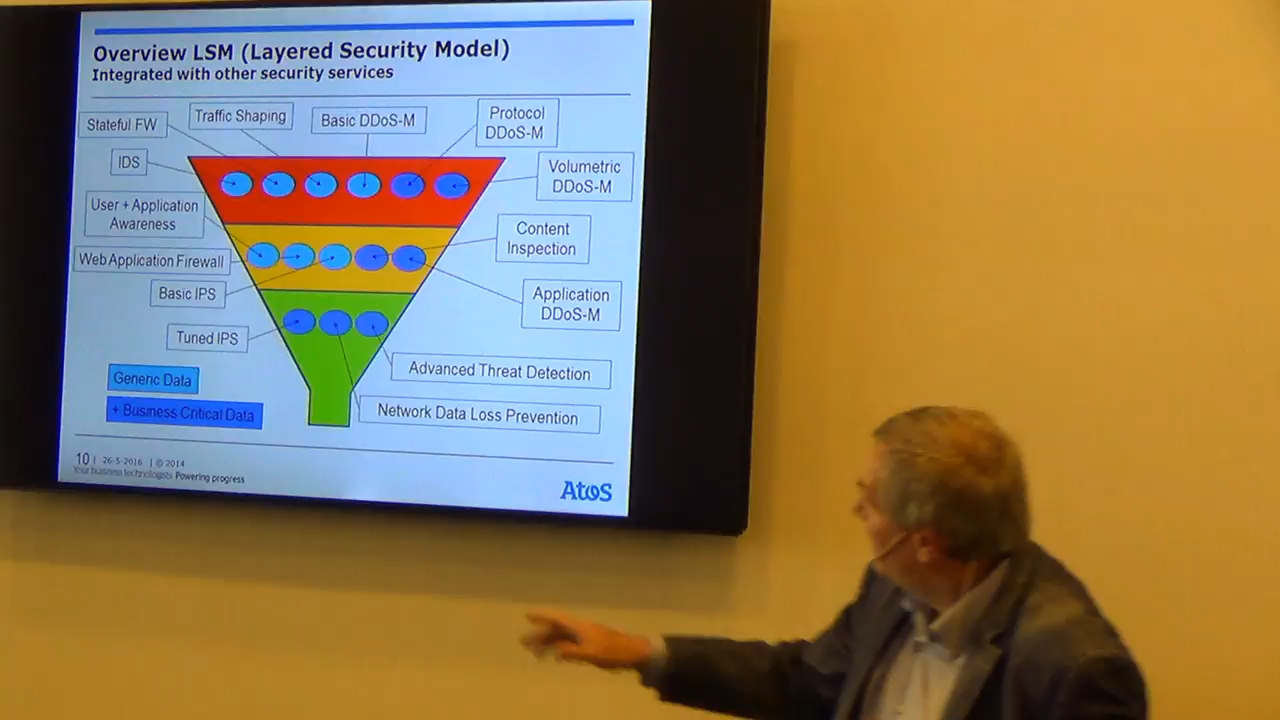 Overview LSM (Layered Security Model)
Integrated with other security services
Stateful FW
Traffic Shaping
Basic DDoS-M
Protocol
DDoS-M
IDS
Volumetric
DDoS-M
User + Application
Awareness
Content
Inspection
Web Application Firewall
Basic IPS
Application
DDoS-M
Tuned IPS
Advanced Threat Detection
Generic Data
Network Data Loss Prevention
+ Business Critical Data
10 | 26-5-2016 | © 2014
Your business technologists. Powering progress
Atos